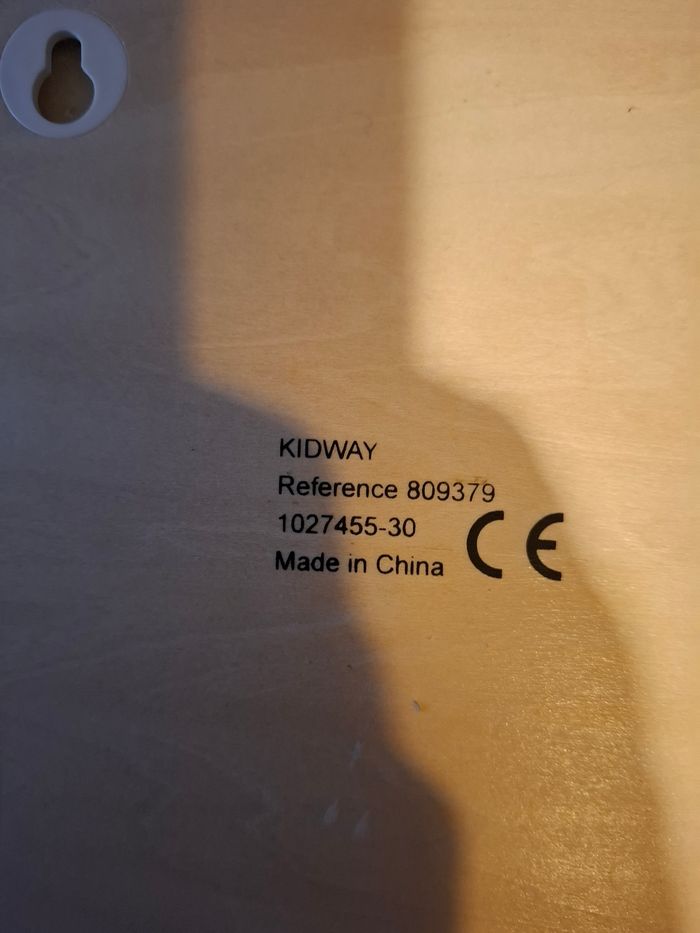 KIDWAY
Reference 809379
1027455-30
Made in China CE